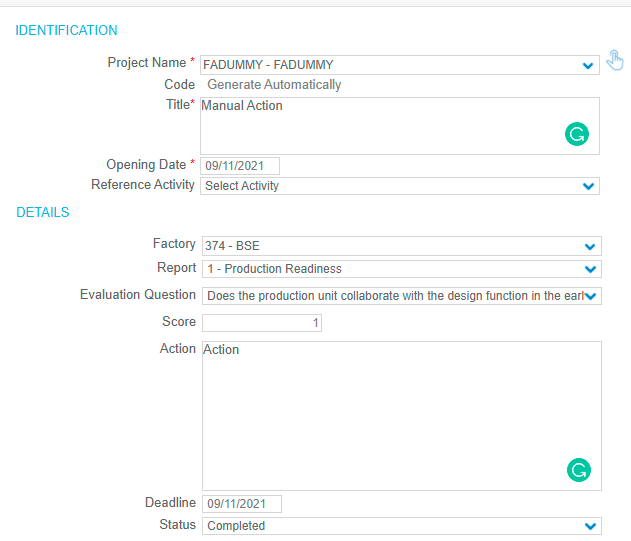 IDENTIFICATION
Project Name * FADUMMY - FADUMMY
Code Generate Automatically
Title* Manual Action
Opening Date * 09/11/2021
Reference Activity Select Activity
DETAILS
Factory 374 - BSE
Report 1 - Production Readiness
Evaluation Question Does the production unit collaborate with the design function in the earl
Score 1
Action Action
Deadline 09/11/2021
Status Completed